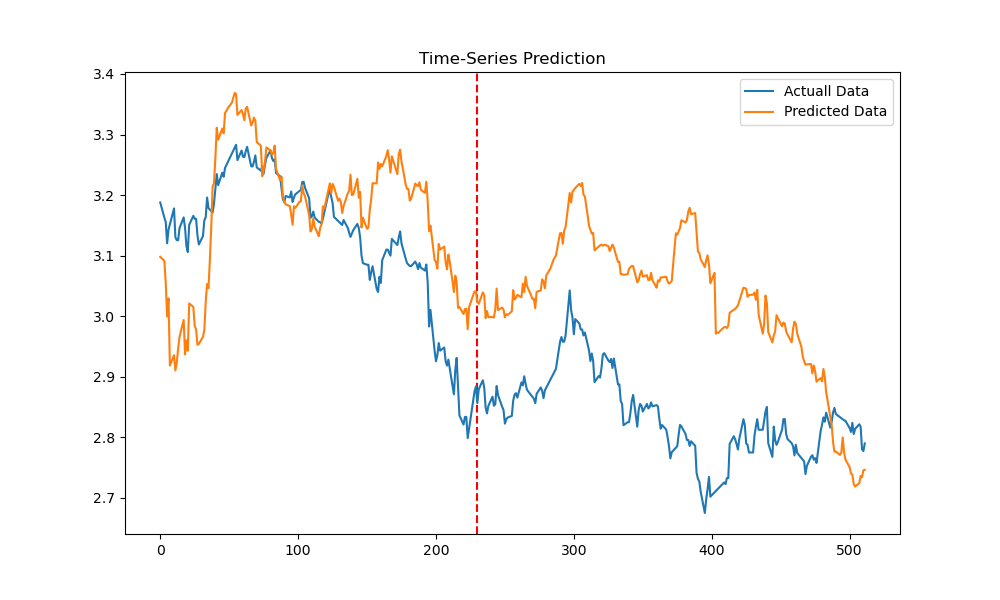 Time-Series Prediction
Actuall Data
Predicted Data
3.4
3.3
3.2
3.1
3.0
2.9
2.8
2.7
0 100 200 300 400 500